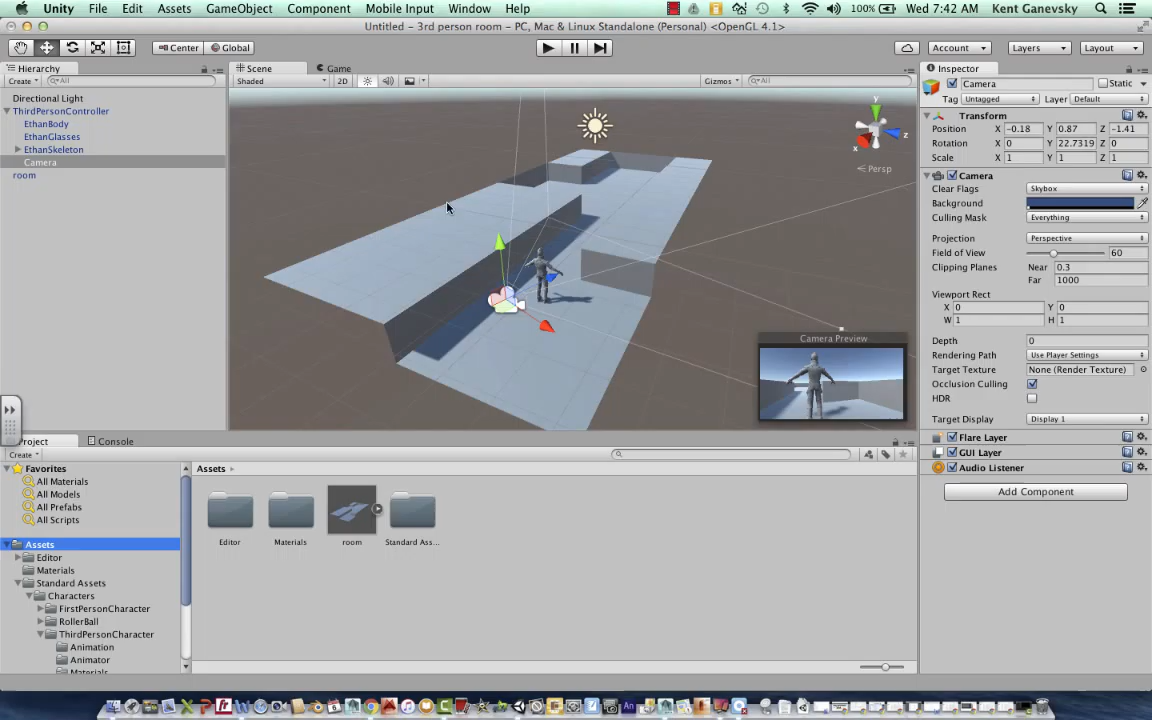 Unity File Edit Assets GameObject Component Mobile Input Window Help 100% Wed 7:42 AM Kent Ganevsky
Untitled - 3rd person room - PC, Mac & Linux Standalone (Personal) <OpenGL 4.1>
Center Global Account Layers Layout
Hierarchy
Create All
Directional Light
ThirdPersonController
EthanBody
EthanGlasses
EthanSkeleton
Camera
room
Scene Game
Shaded 2D Gizmos All
y
z
x
Persp
Camera Preview
Inspector
Camera Static
Tag Untagged Layer Default
Transform
Position X -0.18 Y 0.87 Z -1.41
Rotation X 0 Y 22.7319 Z 0
Scale X 1 Y 1 Z 1
Camera
Clear Flags Skybox
Background
Culling Mask Everything
Projection Perspective
Field of View 60
Clipping Planes Near 0.3
Far 1000
Viewport Rect
X 0 Y 0
W 1 H 1
Depth 0
Rendering Path Use Player Settings
Target Texture None (Render Texture)
Occlusion Culling
HDR
Target Display Display 1
Flare Layer
GUI Layer
Audio Listener
Add Component
Project Console
Create
Favorites
All Materials
All Models
All Prefabs
All Scripts
Assets
Editor
Materials
Standard Assets
Characters
FirstPersonCharacter
RollerBall
ThirdPersonCharacter
Animation
Animator
Materials
Assets
Editor Materials room Standard Ass...